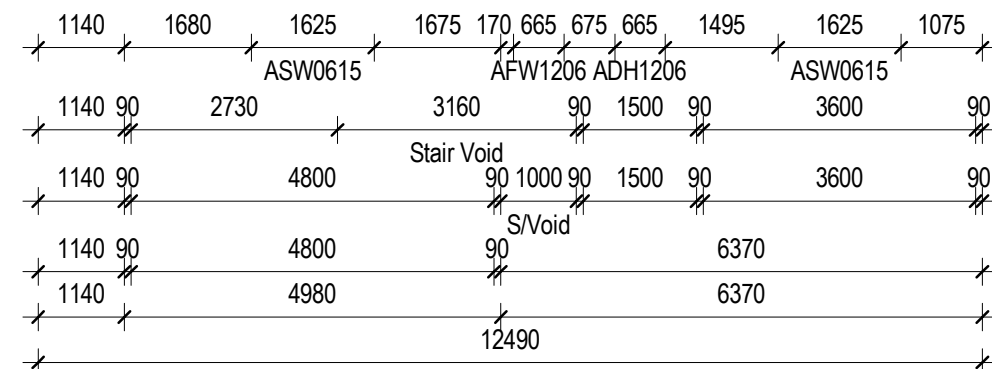 1140 1680 1625 1675 170 665 675 665 1495 1625 1075
ASW0615 AFW1206 ADH1206 ASW0615
1140 90 2730 3160 90 1500 90 3600 90
Stair Void
1140 90 4800 90 1000 90 1500 90 3600 90
S/Void
1140 90 4800 90 6370
1140 4980 6370
12490